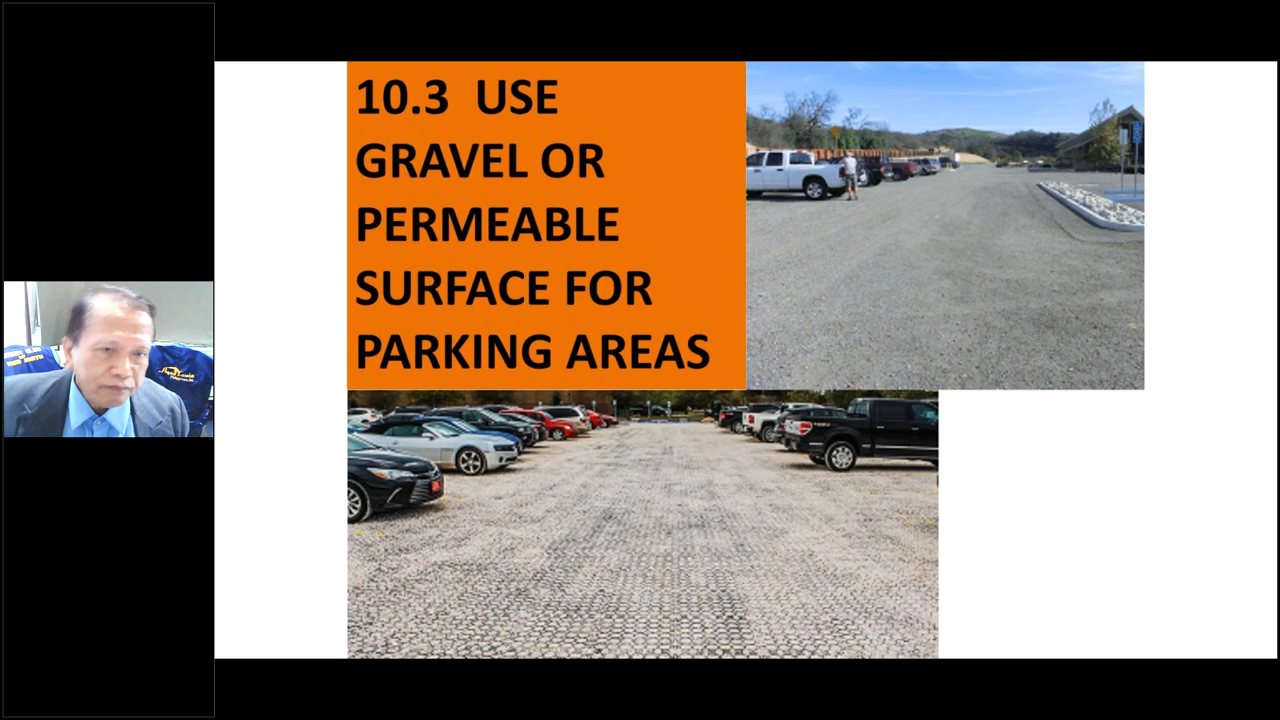 10.3 USE
GRAVEL OR
PERMEABLE
SURFACE FOR
PARKING AREAS